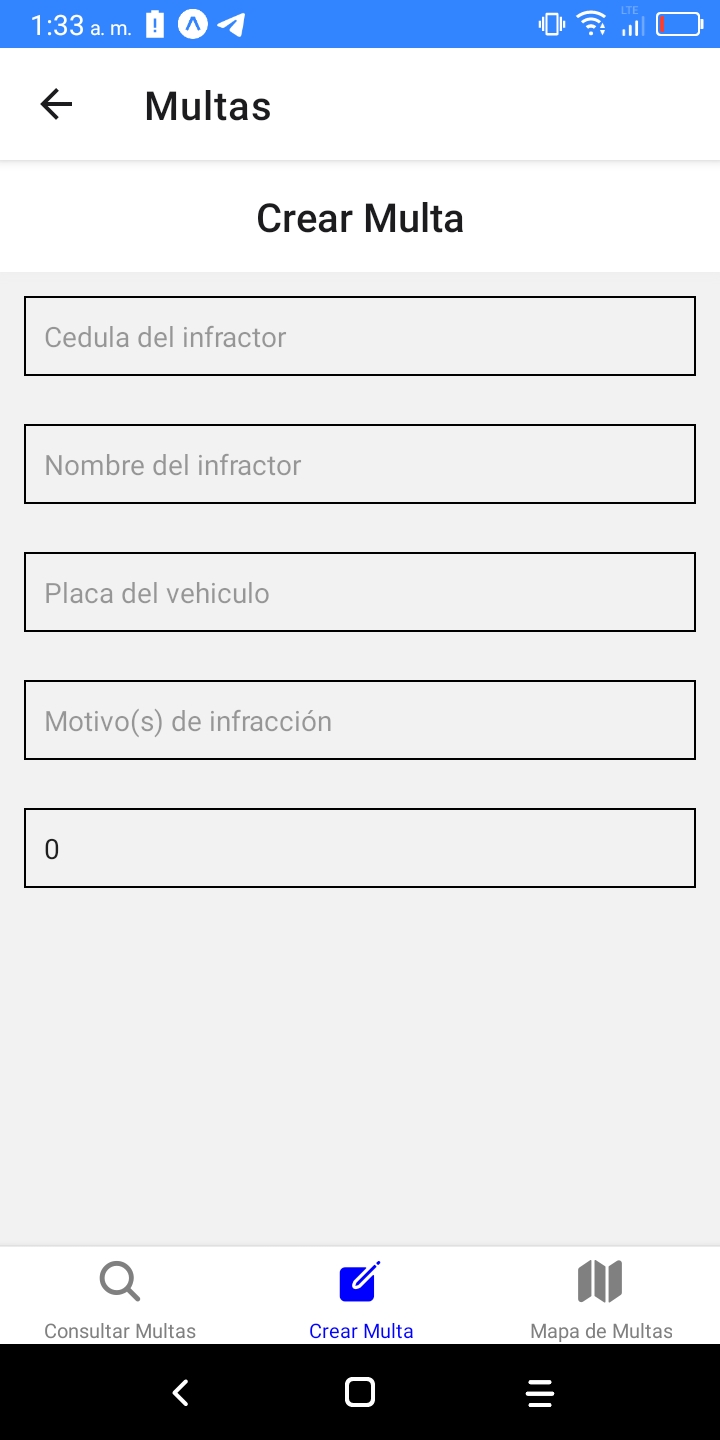 1:33 a. m.
LTE
Multas
Crear Multa
Cedula del infractor
Nombre del infractor
Placa del vehiculo
Motivo(s) de infracción
0
Consultar Multas
Crear Multa
Mapa de Multas